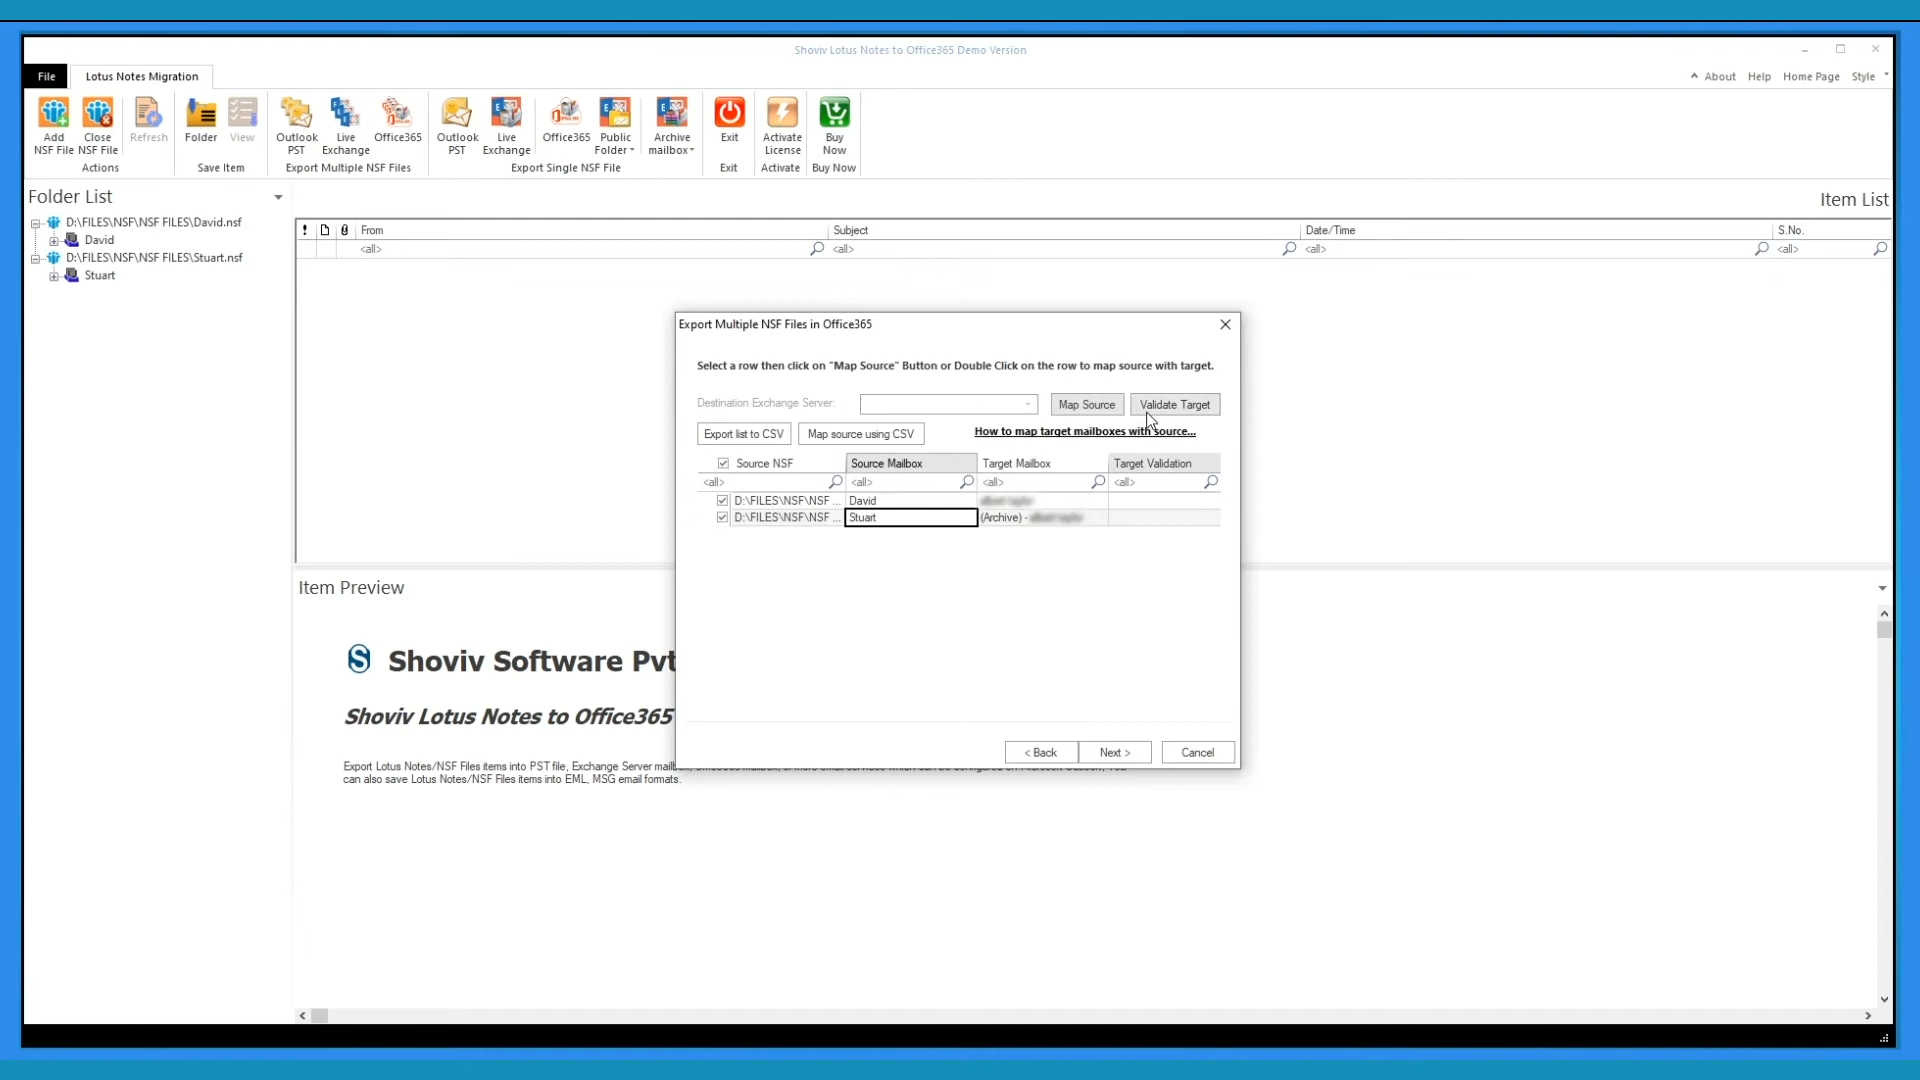 Shoviv Lotus Notes to Office365 Demo Version
File
Lotus Notes Migration
About
Help
Home Page
Style
Add NSF File
Close NSF File
Refresh
Actions
Folder
View
Save Item
Outlook PST
Live Exchange
Office365
Export Multiple NSF Files
Outlook PST
Live Exchange
Office365
Public Folder
Archive mailbox
Export Single NSF File
Exit
Exit
Activate License
Activate
Buy Now
Buy Now
Folder List
D:\FILES\NSF\NSF FILES\David.nsf
David
D:\FILES\NSF\NSF FILES\Stuart.nsf
Stuart
Item List
From
Subject
Date/Time
S.No.
<all>
<all>
<all>
<all>
Export Multiple NSF Files in Office365
Select a row then click on "Map Source" Button or Double Click on the row to map source with target.
Destination Exchange Server:
Map Source
Validate Target
Export list to CSV
Map source using CSV
How to map target mailboxes with source...
Source NSF
Source Mailbox
Target Mailbox
Target Validation
<all>
<all>
<all>
<all>
D:\FILES\NSF\NSF ...
David
D:\FILES\NSF\NSF ...
Stuart
(Archive) -
< Back
Next >
Cancel
Item Preview
Shoviv Software Pvt
Shoviv Lotus Notes to Office365
Export Lotus Notes/NSF Files items into PST file, Exchange Server
can also save Lotus Notes/NSF Files items into EML, MSG email formats.